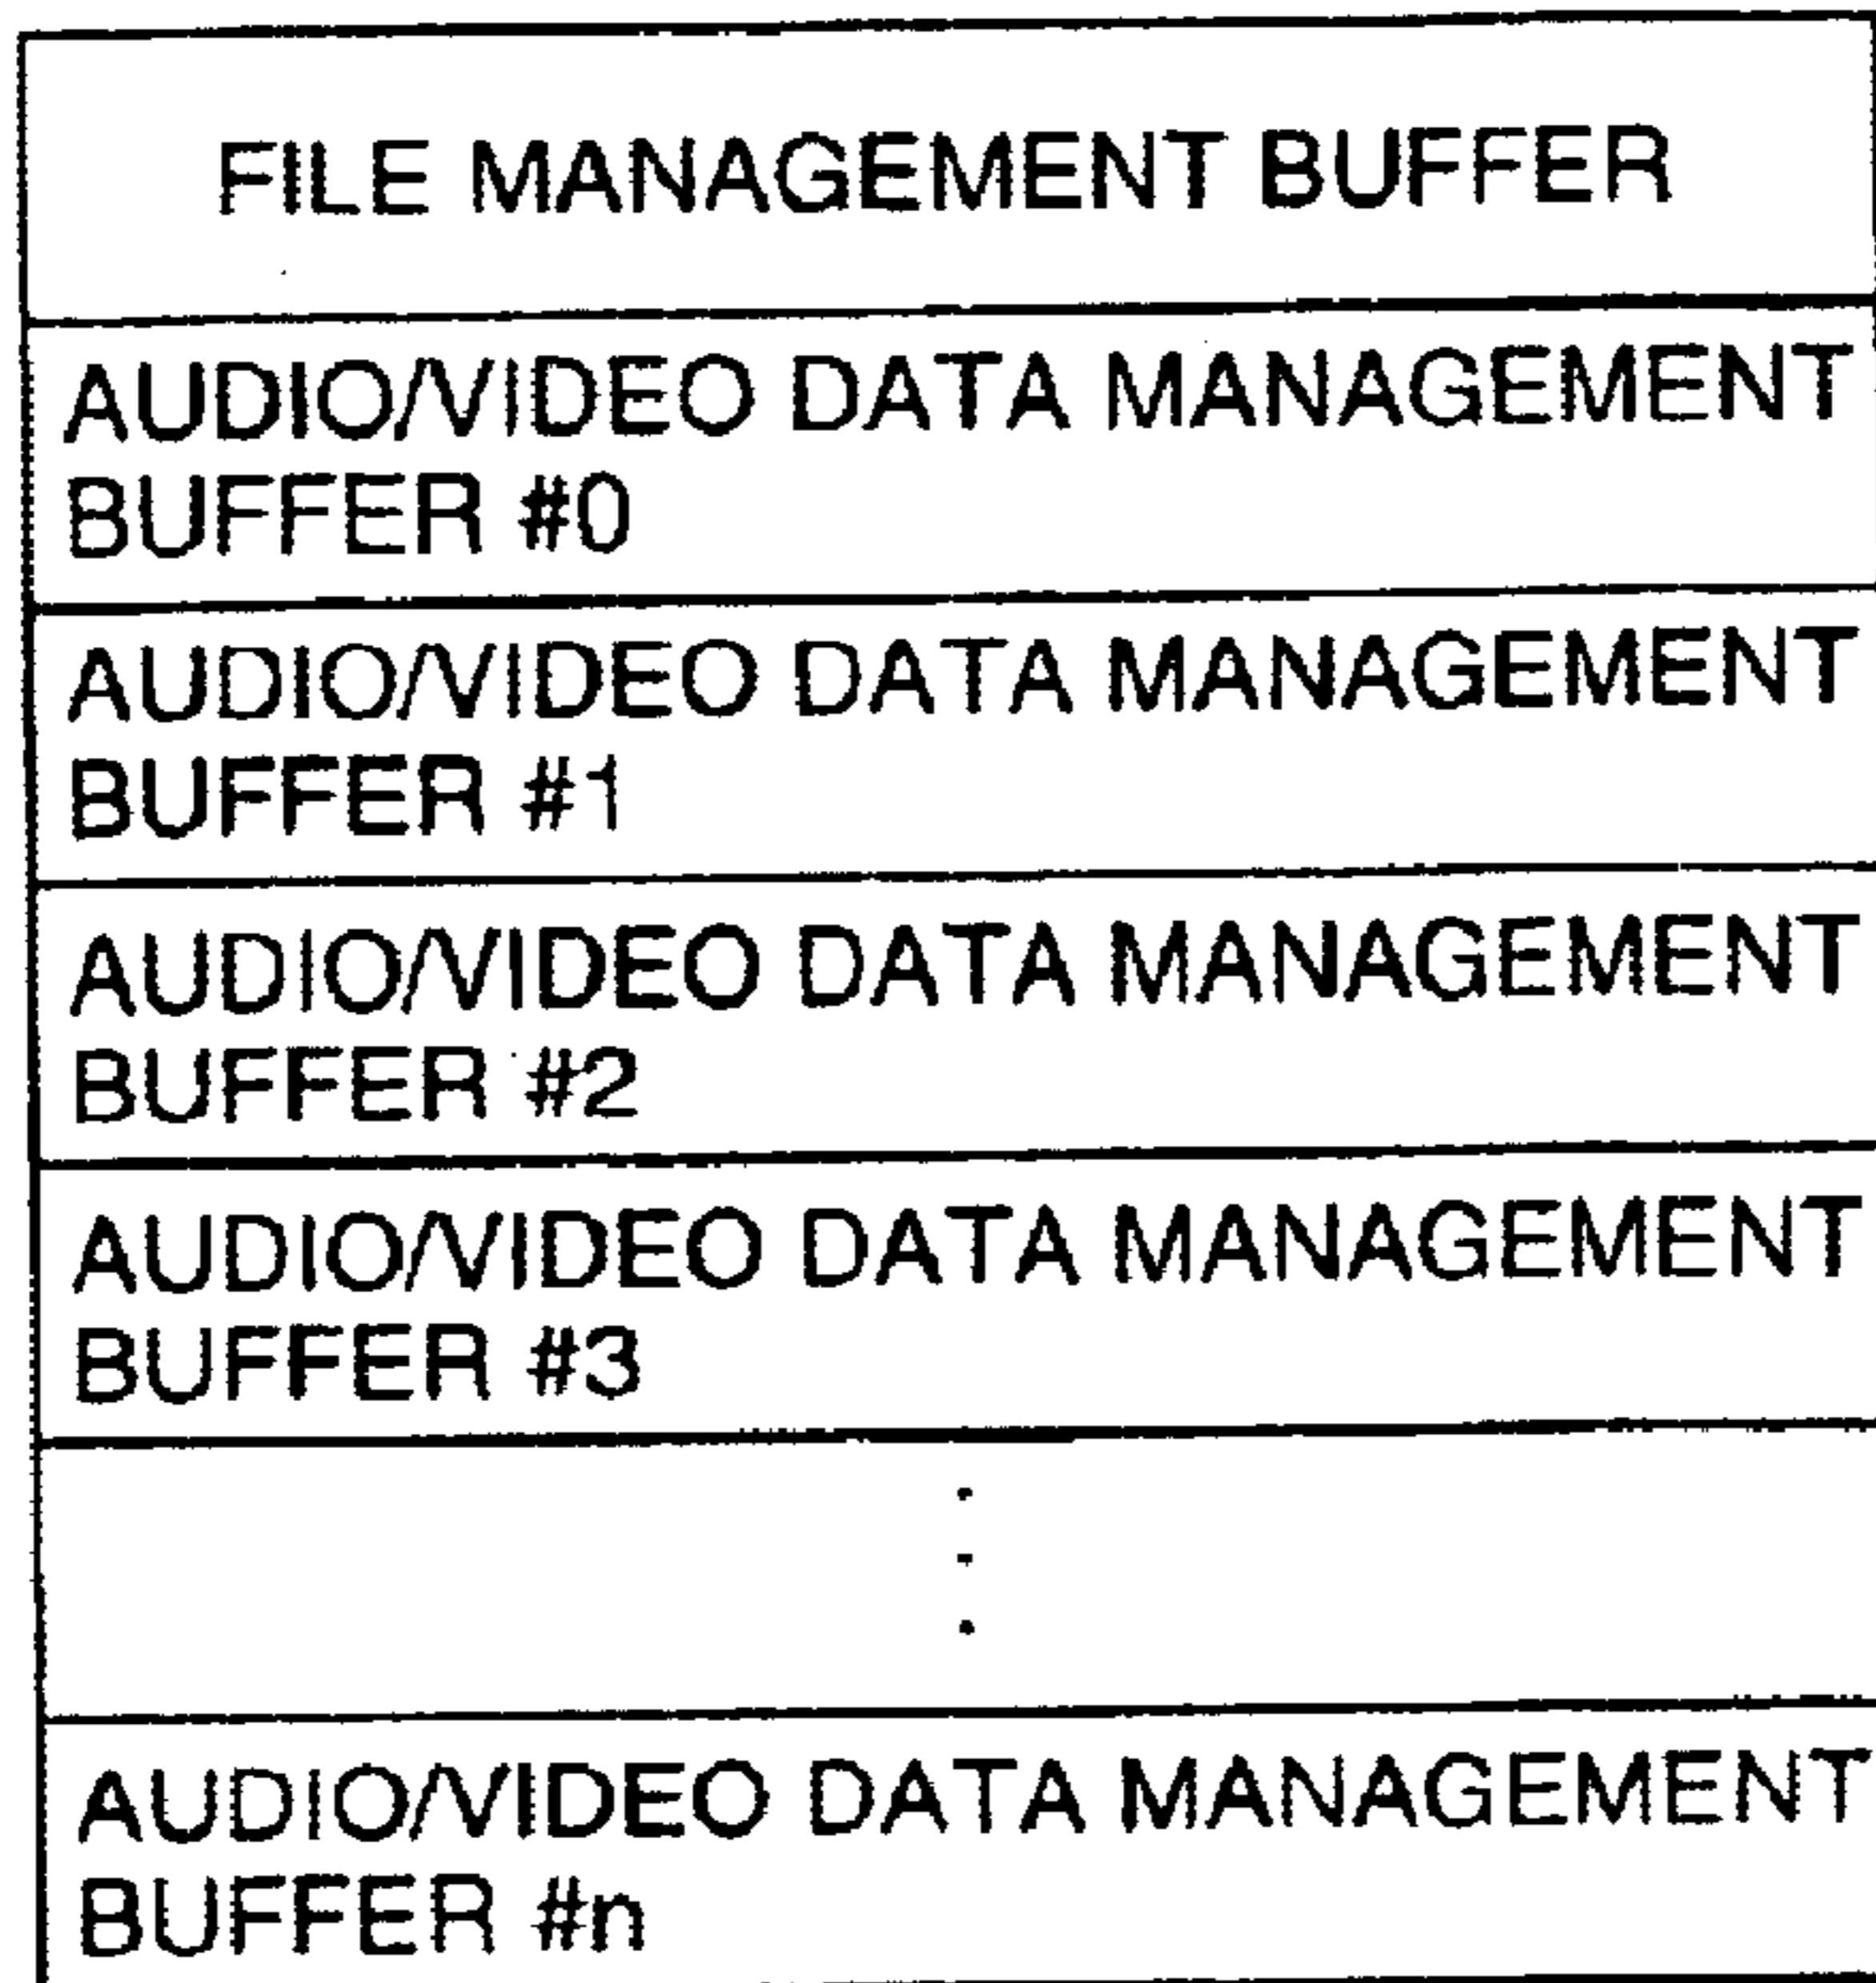 FILE MANAGEMENT BUFFER
AUDIO/VIDEO DATA MANAGEMENT
BUFFER #0
AUDIO/VIDEO DATA MANAGEMENT
BUFFER #1
AUDIO/VIDEO DATA MANAGEMENT
BUFFER #2
AUDIO/VIDEO DATA MANAGEMENT
BUFFER #3
AUDIO/VIDEO DATA MANAGEMENT
BUFFER #n